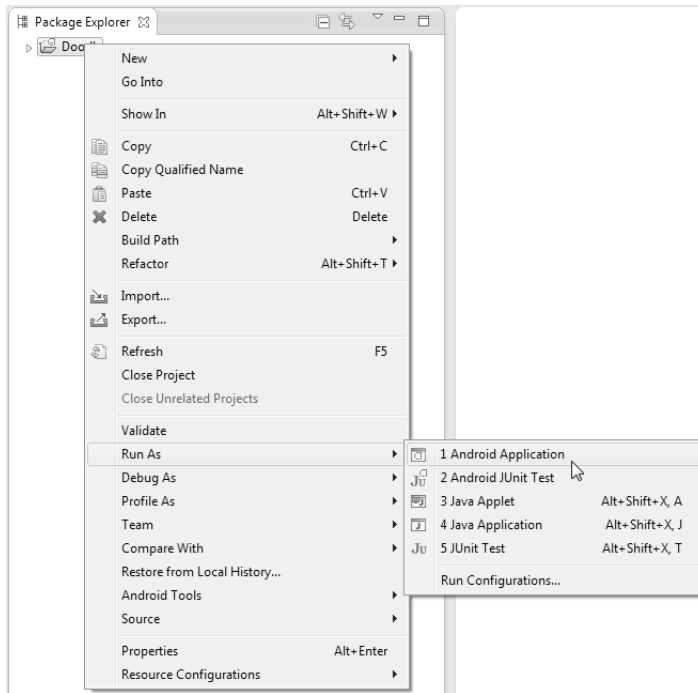 Package Explorer
New
Go Into
Show In Alt+Shift+W
Copy Ctrl+C
Copy Qualified Name
Paste Ctrl+V
Delete Delete
Build Path
Refactor Alt+Shift+T
Import...
Export...
Refresh F5
Close Project
Close Unrelated Projects
Validate
Run As
Debug As
Profile As
Team
Compare With
Restore from Local History...
Android Tools
Source
Properties Alt+Enter
Resource Configurations
1 Android Application
2 Android JUnit Test
3 Java Applet Alt+Shift+X, A
4 Java Application Alt+Shift+X, J
5 JUnit Test Alt+Shift+X, T
Run Configurations...